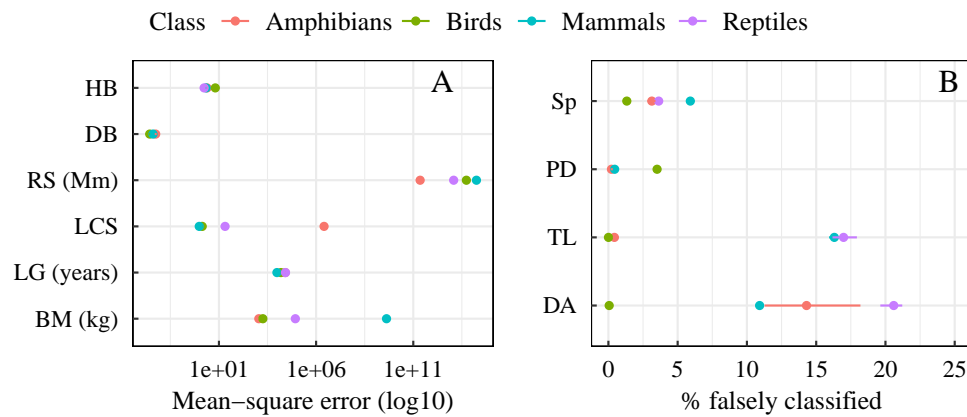 Class Amphibians Birds Mammals Reptiles
A
HB
DB
RS (Mm)
LCS
LG (years)
BM (kg)
1e+01 1e+06 1e+11
Mean−square error (log10)
B
Sp
PD
TL
DA
0 5 10 15 20 25
% falsely classified